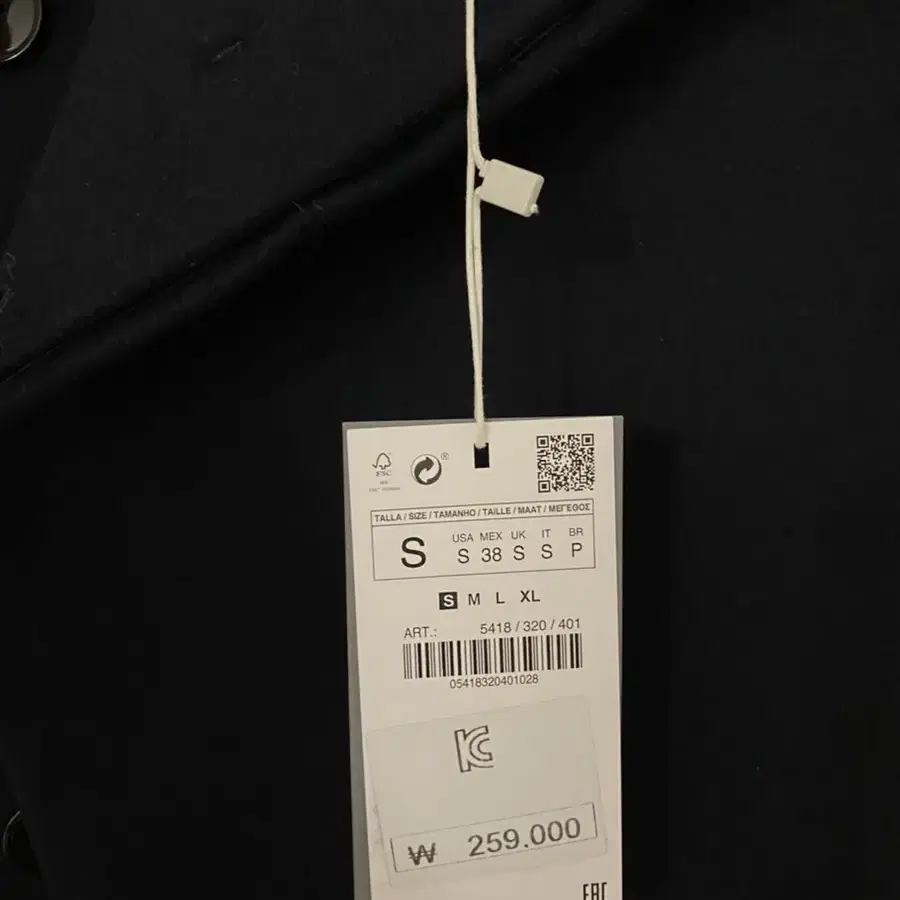 FSC
®
TALLA / SIZE / TAMANHO / TAILLE / MAAT / ΜΕΓΕΘΟΣ
S
USA MEX UK IT BR
S 38 S S P
S M L XL
ART.: 5418 / 320 / 401
05418320401028
KC
₩ 259.000
EAC